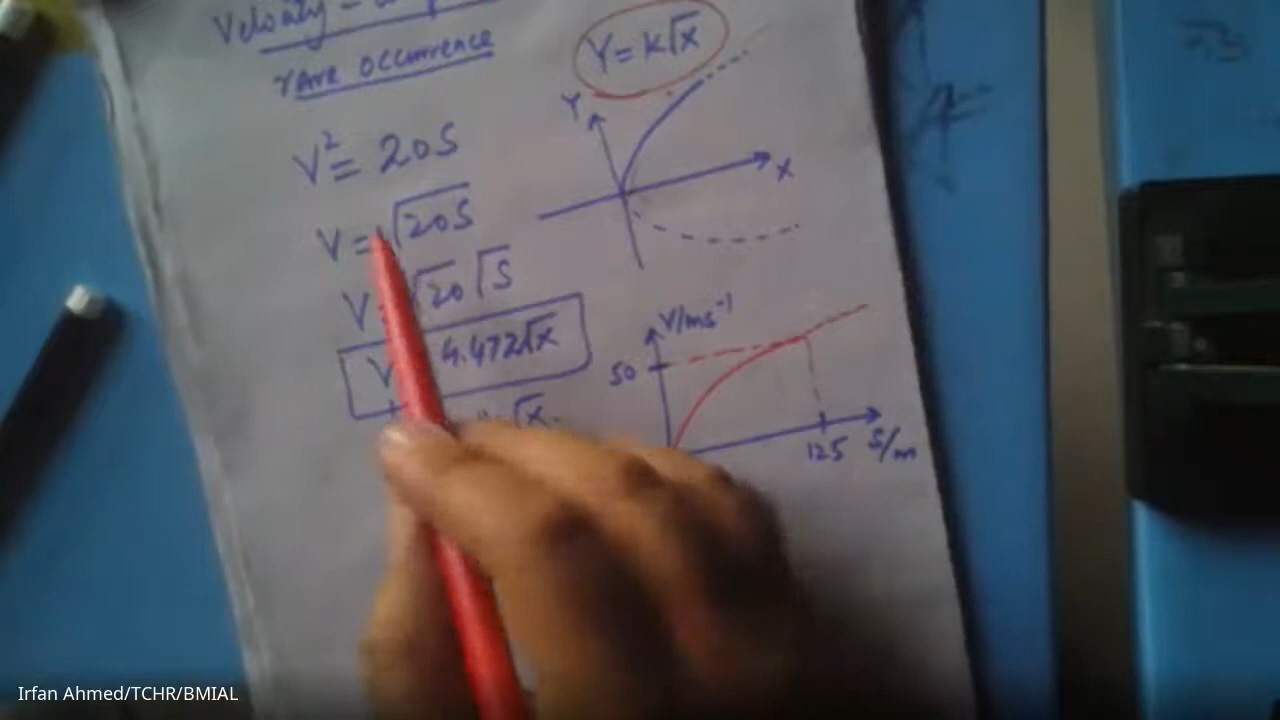 Velocity -
rare occurrence
V² = 20S
V = √20S
V = √20 √S
V 4.472√x
√x
Y = K√x
Y
X
V/ms⁻¹
50
125 S/m
Irfan Ahmed/TCHR/BMIAL